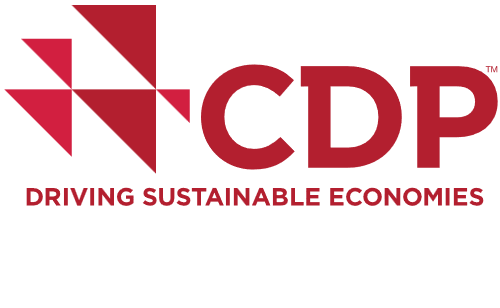 CDP™
DRIVING SUSTAINABLE ECONOMIES